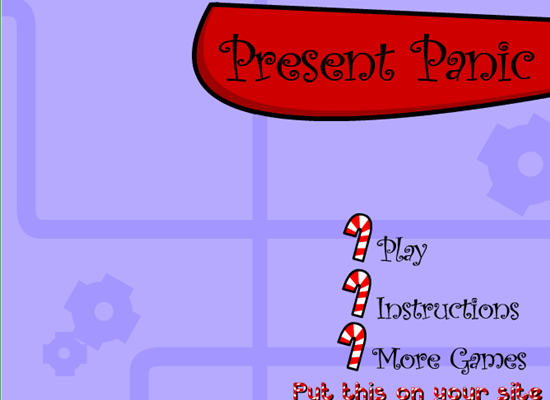 Present Panic
Play
Instructions
More Games
Put this on your site